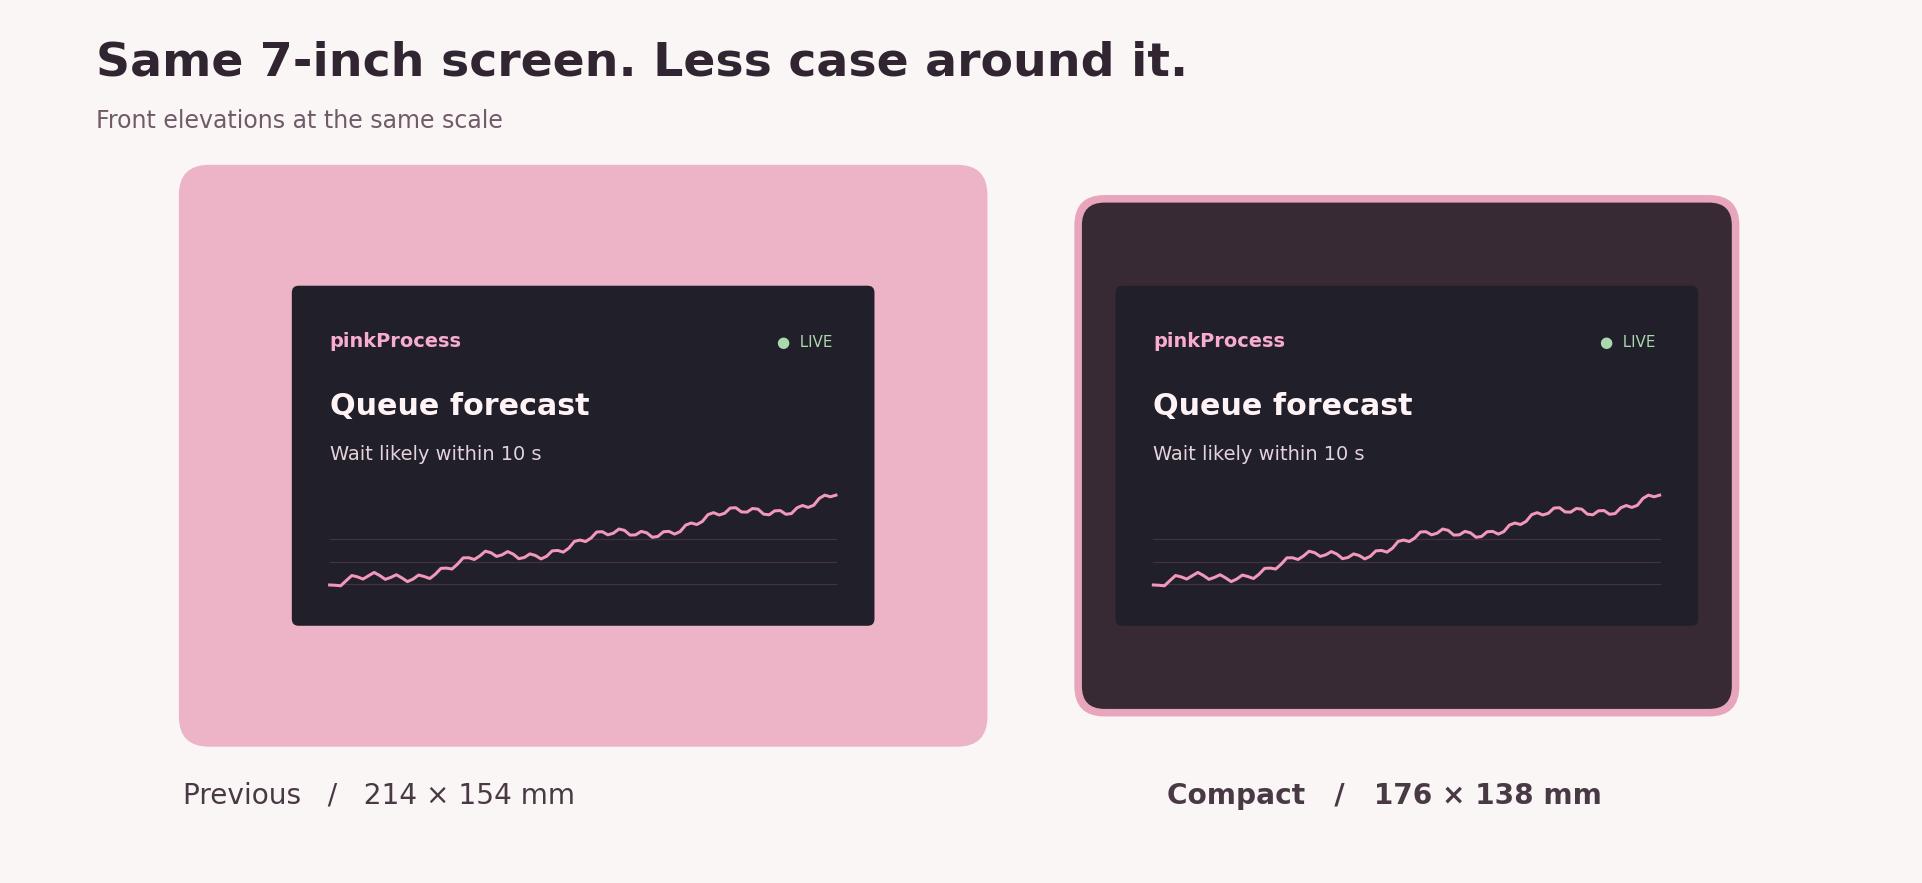 Same 7-inch screen. Less case around it.
Front elevations at the same scale
pinkProcess
LIVE
Queue forecast
Wait likely within 10 s
pinkProcess
LIVE
Queue forecast
Wait likely within 10 s
Previous / 214 × 154 mm
Compact / 176 × 138 mm